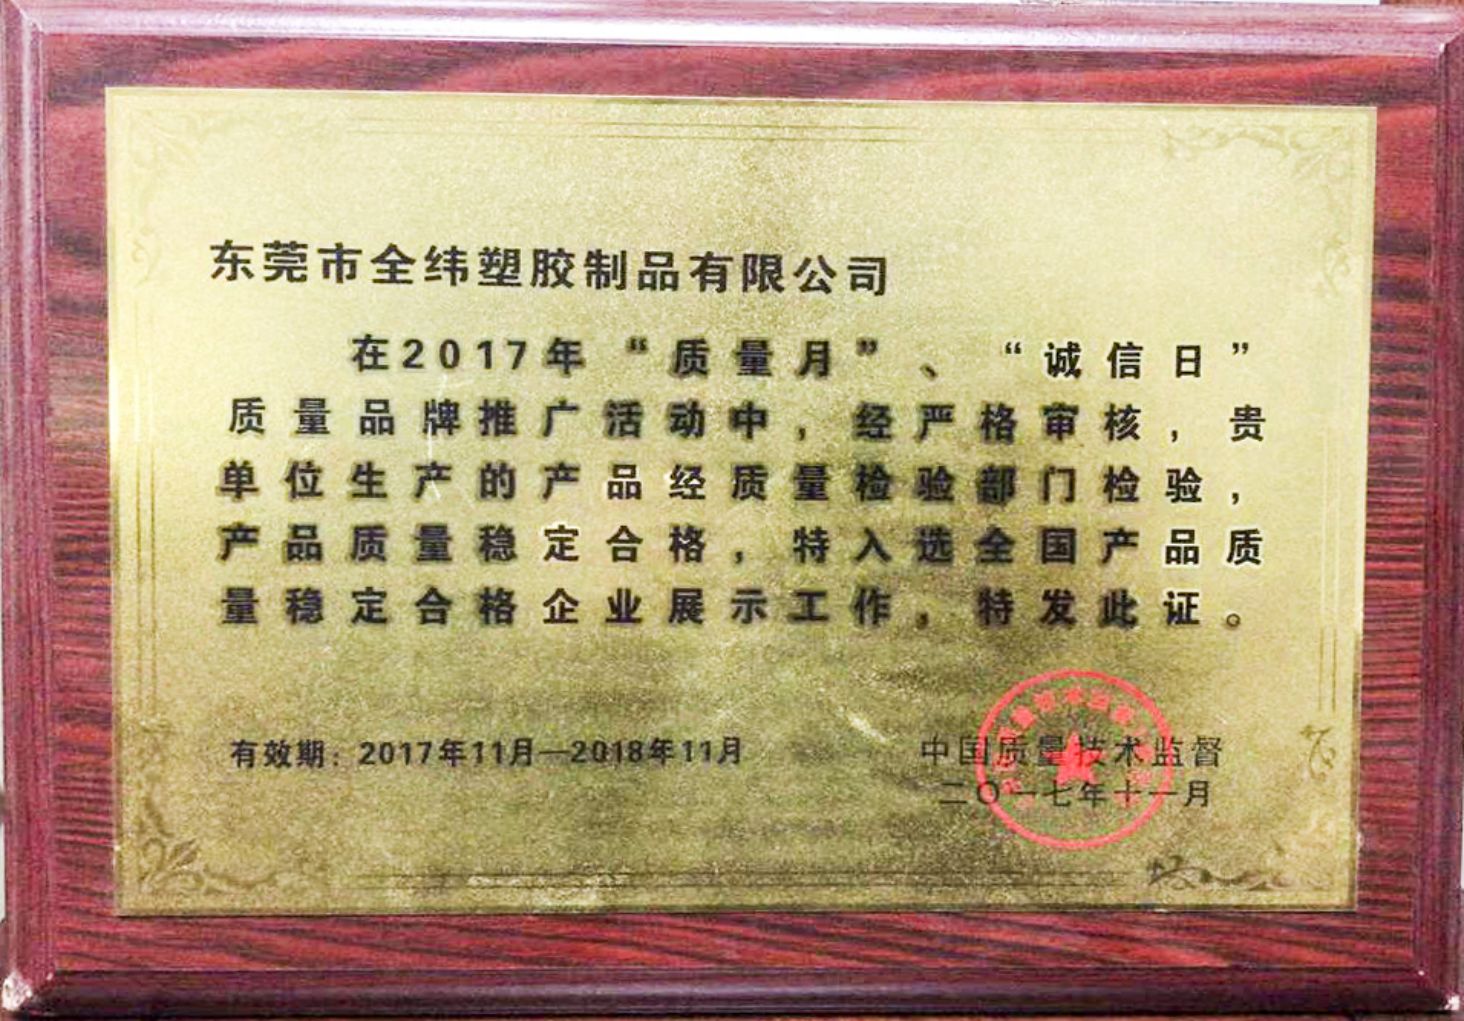 东莞市全纬塑胶制品有限公司
在2017年“质量月”、“诚信日”
质量品牌推广活动中，经严格审核，贵
单位生产的产品经质量检验部门检验，
产品质量稳定合格，特入选全国产品质
量稳定合格企业展示工作，特发此证。
有效期：2017年11月—2018年11月
中国质量技术监督
二〇一七年十一月